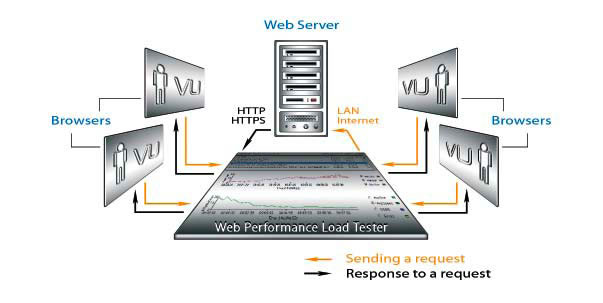 Web Server
VU
VU
HTTP
HTTPS
LAN
Internet
Browsers
Browsers
VU
VU
Web Performance Load Tester
Sending a request
Response to a request